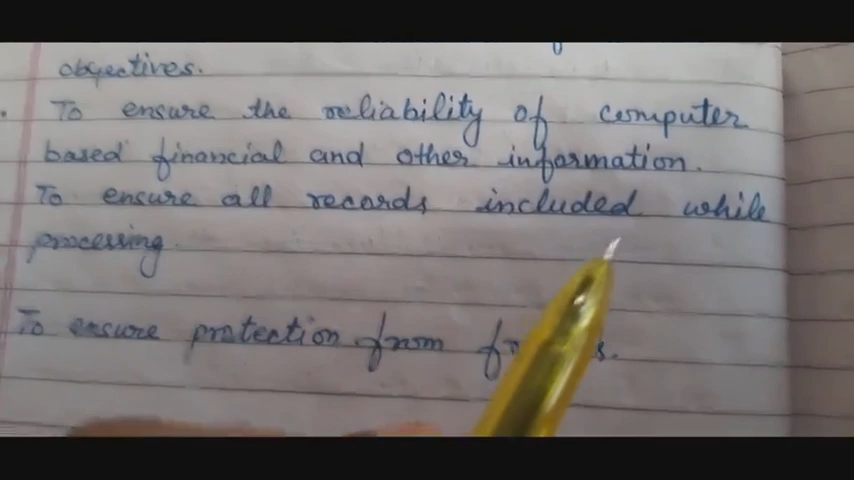 objectives.
To ensure the reliability of computer
based financial and other information.
To ensure all records included while
processing
To ensure protection from